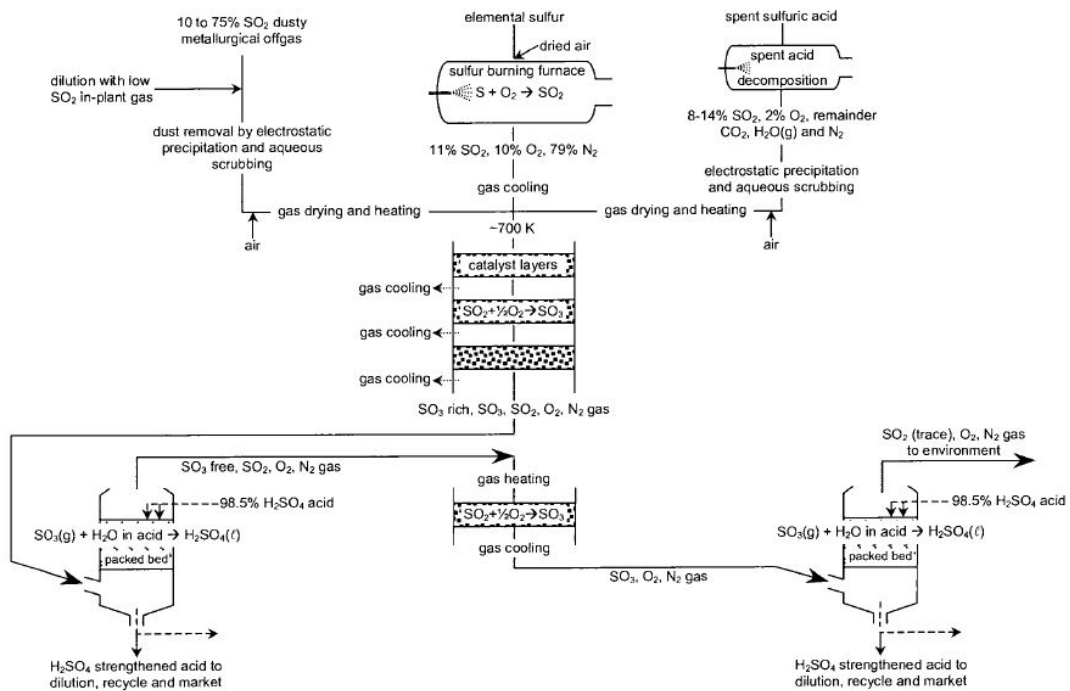 10 to 75% SO₂ dusty
metallurgical offgas
dilution with low
SO₂ in-plant gas
dust removal by electrostatic
precipitation and aqueous
scrubbing
elemental sulfur
dried air
sulfur burning furnace
S + O₂ → SO₂
11% SO₂, 10% O₂, 79% N₂
gas cooling
spent sulfuric acid
spent acid
decomposition
8-14% SO₂, 2% O₂, remainder
CO₂, H₂O(g) and N₂
electrostatic precipitation
and aqueous scrubbing
gas drying and heating
gas drying and heating
air
~700 K
air
catalyst layers
gas cooling
SO₂+½O₂→SO₃
gas cooling
gas cooling
SO₃ rich, SO₃, SO₂, O₂, N₂ gas
SO₃ free, SO₂, O₂, N₂ gas
98.5% H₂SO₄ acid
SO₃(g) + H₂O in acid → H₂SO₄(ℓ)
packed bed
H₂SO₄ strengthened acid to
dilution, recycle and market
gas heating
SO₂+½O₂→SO₃
gas cooling
SO₃, O₂, N₂ gas
SO₂ (trace), O₂, N₂ gas
to environment
98.5% H₂SO₄ acid
SO₃(g) + H₂O in acid → H₂SO₄(ℓ)
packed bed
H₂SO₄ strengthened acid to
dilution, recycle and market